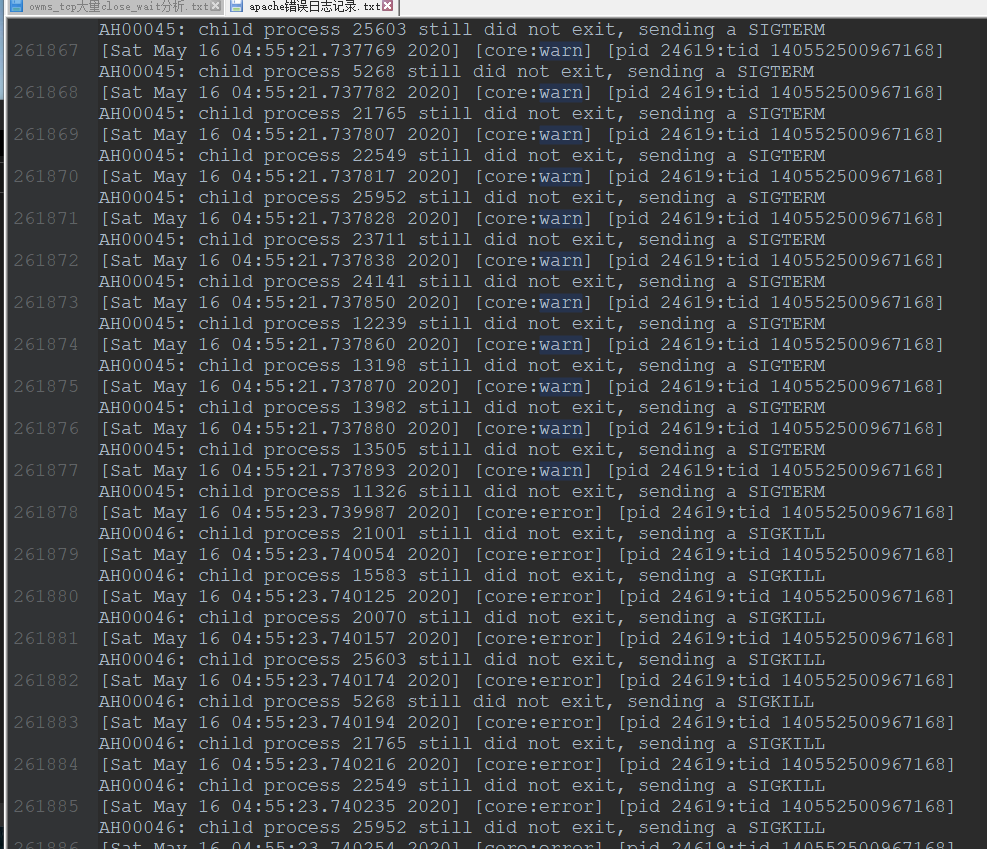 owms_tcp大量close_wait分析.txt apache错误日志记录.txt
AH00045: child process 25603 still did not exit, sending a SIGTERM
261867 [Sat May 16 04:55:21.737769 2020] [core:warn] [pid 24619:tid 140552500967168]
AH00045: child process 5268 still did not exit, sending a SIGTERM
261868 [Sat May 16 04:55:21.737782 2020] [core:warn] [pid 24619:tid 140552500967168]
AH00045: child process 21765 still did not exit, sending a SIGTERM
261869 [Sat May 16 04:55:21.737807 2020] [core:warn] [pid 24619:tid 140552500967168]
AH00045: child process 22549 still did not exit, sending a SIGTERM
261870 [Sat May 16 04:55:21.737817 2020] [core:warn] [pid 24619:tid 140552500967168]
AH00045: child process 25952 still did not exit, sending a SIGTERM
261871 [Sat May 16 04:55:21.737828 2020] [core:warn] [pid 24619:tid 140552500967168]
AH00045: child process 23711 still did not exit, sending a SIGTERM
261872 [Sat May 16 04:55:21.737838 2020] [core:warn] [pid 24619:tid 140552500967168]
AH00045: child process 24141 still did not exit, sending a SIGTERM
261873 [Sat May 16 04:55:21.737850 2020] [core:warn] [pid 24619:tid 140552500967168]
AH00045: child process 12239 still did not exit, sending a SIGTERM
261874 [Sat May 16 04:55:21.737860 2020] [core:warn] [pid 24619:tid 140552500967168]
AH00045: child process 13198 still did not exit, sending a SIGTERM
261875 [Sat May 16 04:55:21.737870 2020] [core:warn] [pid 24619:tid 140552500967168]
AH00045: child process 13982 still did not exit, sending a SIGTERM
261876 [Sat May 16 04:55:21.737880 2020] [core:warn] [pid 24619:tid 140552500967168]
AH00045: child process 13505 still did not exit, sending a SIGTERM
261877 [Sat May 16 04:55:21.737893 2020] [core:warn] [pid 24619:tid 140552500967168]
AH00045: child process 11326 still did not exit, sending a SIGTERM
261878 [Sat May 16 04:55:23.739987 2020] [core:error] [pid 24619:tid 140552500967168]
AH00046: child process 21001 still did not exit, sending a SIGKILL
261879 [Sat May 16 04:55:23.740054 2020] [core:error] [pid 24619:tid 140552500967168]
AH00046: child process 15583 still did not exit, sending a SIGKILL
261880 [Sat May 16 04:55:23.740125 2020] [core:error] [pid 24619:tid 140552500967168]
AH00046: child process 20070 still did not exit, sending a SIGKILL
261881 [Sat May 16 04:55:23.740157 2020] [core:error] [pid 24619:tid 140552500967168]
AH00046: child process 25603 still did not exit, sending a SIGKILL
261882 [Sat May 16 04:55:23.740174 2020] [core:error] [pid 24619:tid 140552500967168]
AH00046: child process 5268 still did not exit, sending a SIGKILL
261883 [Sat May 16 04:55:23.740194 2020] [core:error] [pid 24619:tid 140552500967168]
AH00046: child process 21765 still did not exit, sending a SIGKILL
261884 [Sat May 16 04:55:23.740216 2020] [core:error] [pid 24619:tid 140552500967168]
AH00046: child process 22549 still did not exit, sending a SIGKILL
261885 [Sat May 16 04:55:23.740235 2020] [core:error] [pid 24619:tid 140552500967168]
AH00046: child process 25952 still did not exit, sending a SIGKILL
261886 [Sat May 16 04:55:23.740254 2020] [core:error] [pid 24619:tid 140552500967168]